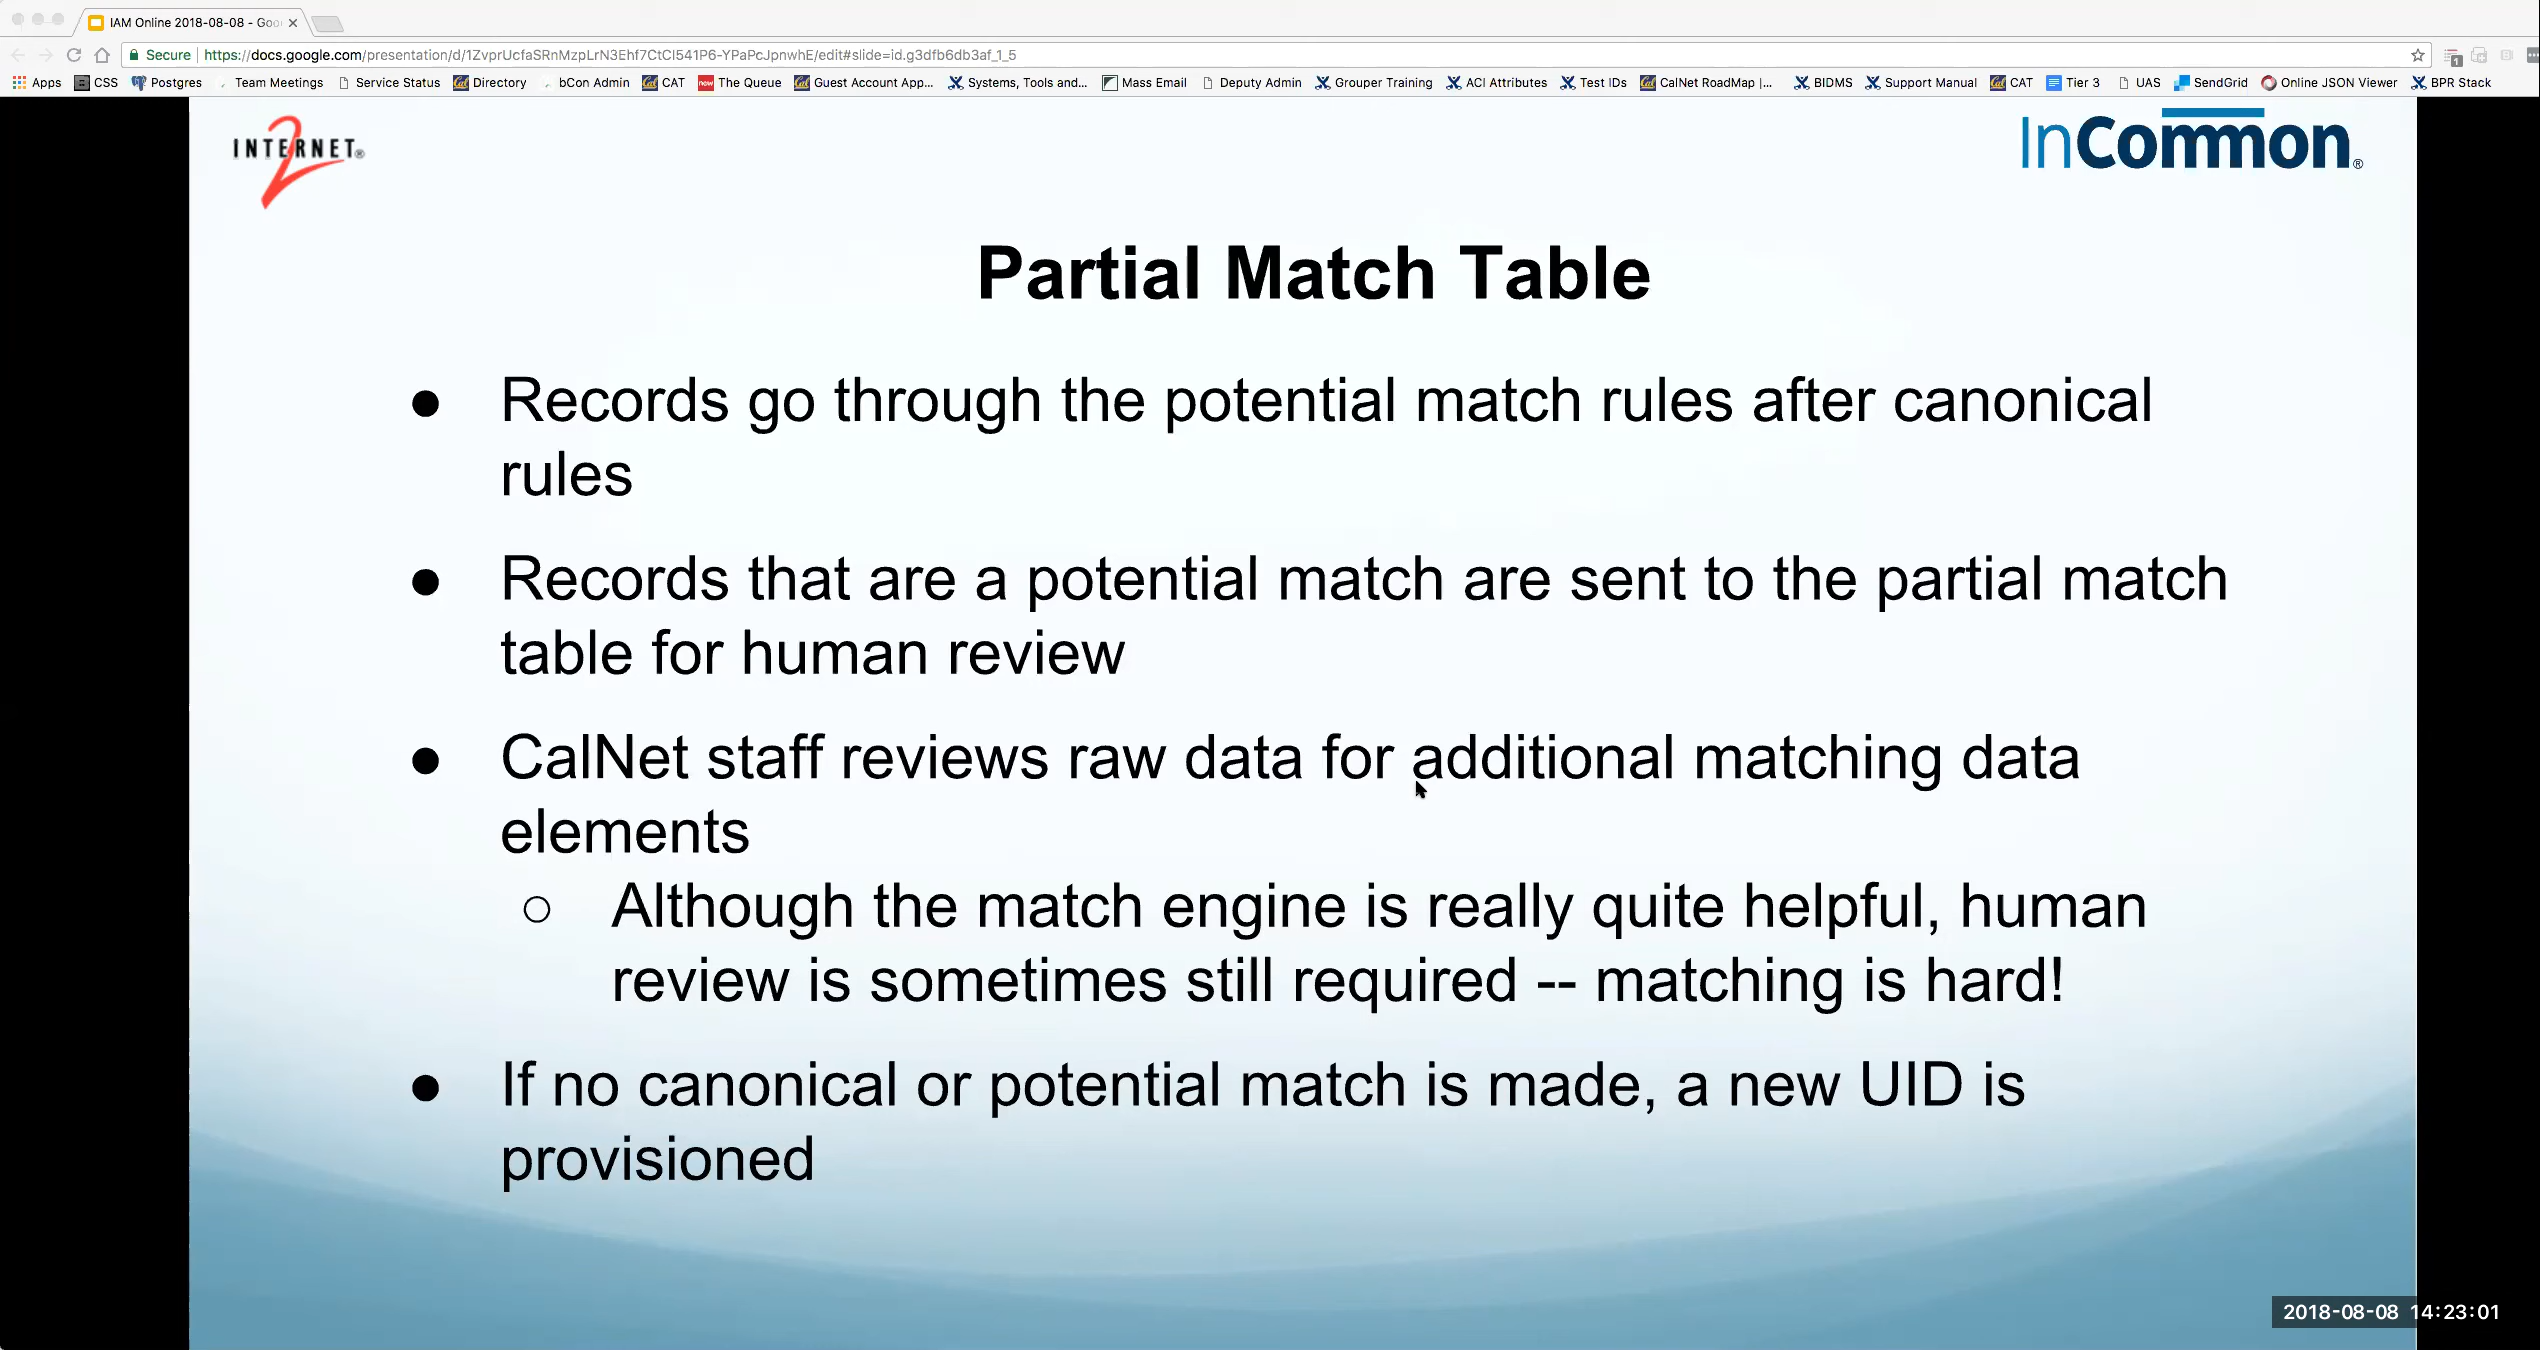 IAM Online 2018-08-08 - Goo
Secure https://docs.google.com/presentation/d/1ZvprUcfaSRnMzpLrN3Ehf7CtCI541P6-YPaPcJpnwhE/edit#slide=id.g3dfb6db3af_1_5
Apps CSS Postgres Team Meetings Service Status Directory bCon Admin CAT The Queue Guest Account App... Systems, Tools and... Mass Email Deputy Admin Grouper Training ACI Attributes Test IDs CalNet RoadMap |... BIDMS Support Manual CAT Tier 3 UAS SendGrid Online JSON Viewer BPR Stack
INTERNET® 2
InCommon®
Partial Match Table
● Records go through the potential match rules after canonical
rules
● Records that are a potential match are sent to the partial match
table for human review
● CalNet staff reviews raw data for additional matching data
elements
○ Although the match engine is really quite helpful, human
review is sometimes still required -- matching is hard!
● If no canonical or potential match is made, a new UID is
provisioned
2018-08-08 14:23:01